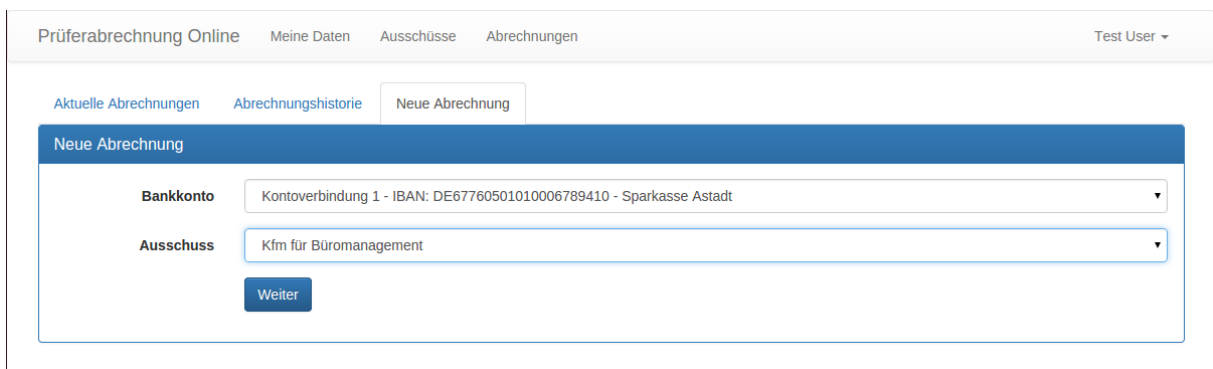 Prüferabrechnung Online Meine Daten Ausschüsse Abrechnungen Test User
Aktuelle Abrechnungen Abrechnungshistorie Neue Abrechnung
Neue Abrechnung
Bankkonto Kontoverbindung 1 - IBAN: DE67760501010006789410 - Sparkasse Astadt
Ausschuss Kfm für Büromanagement
Weiter